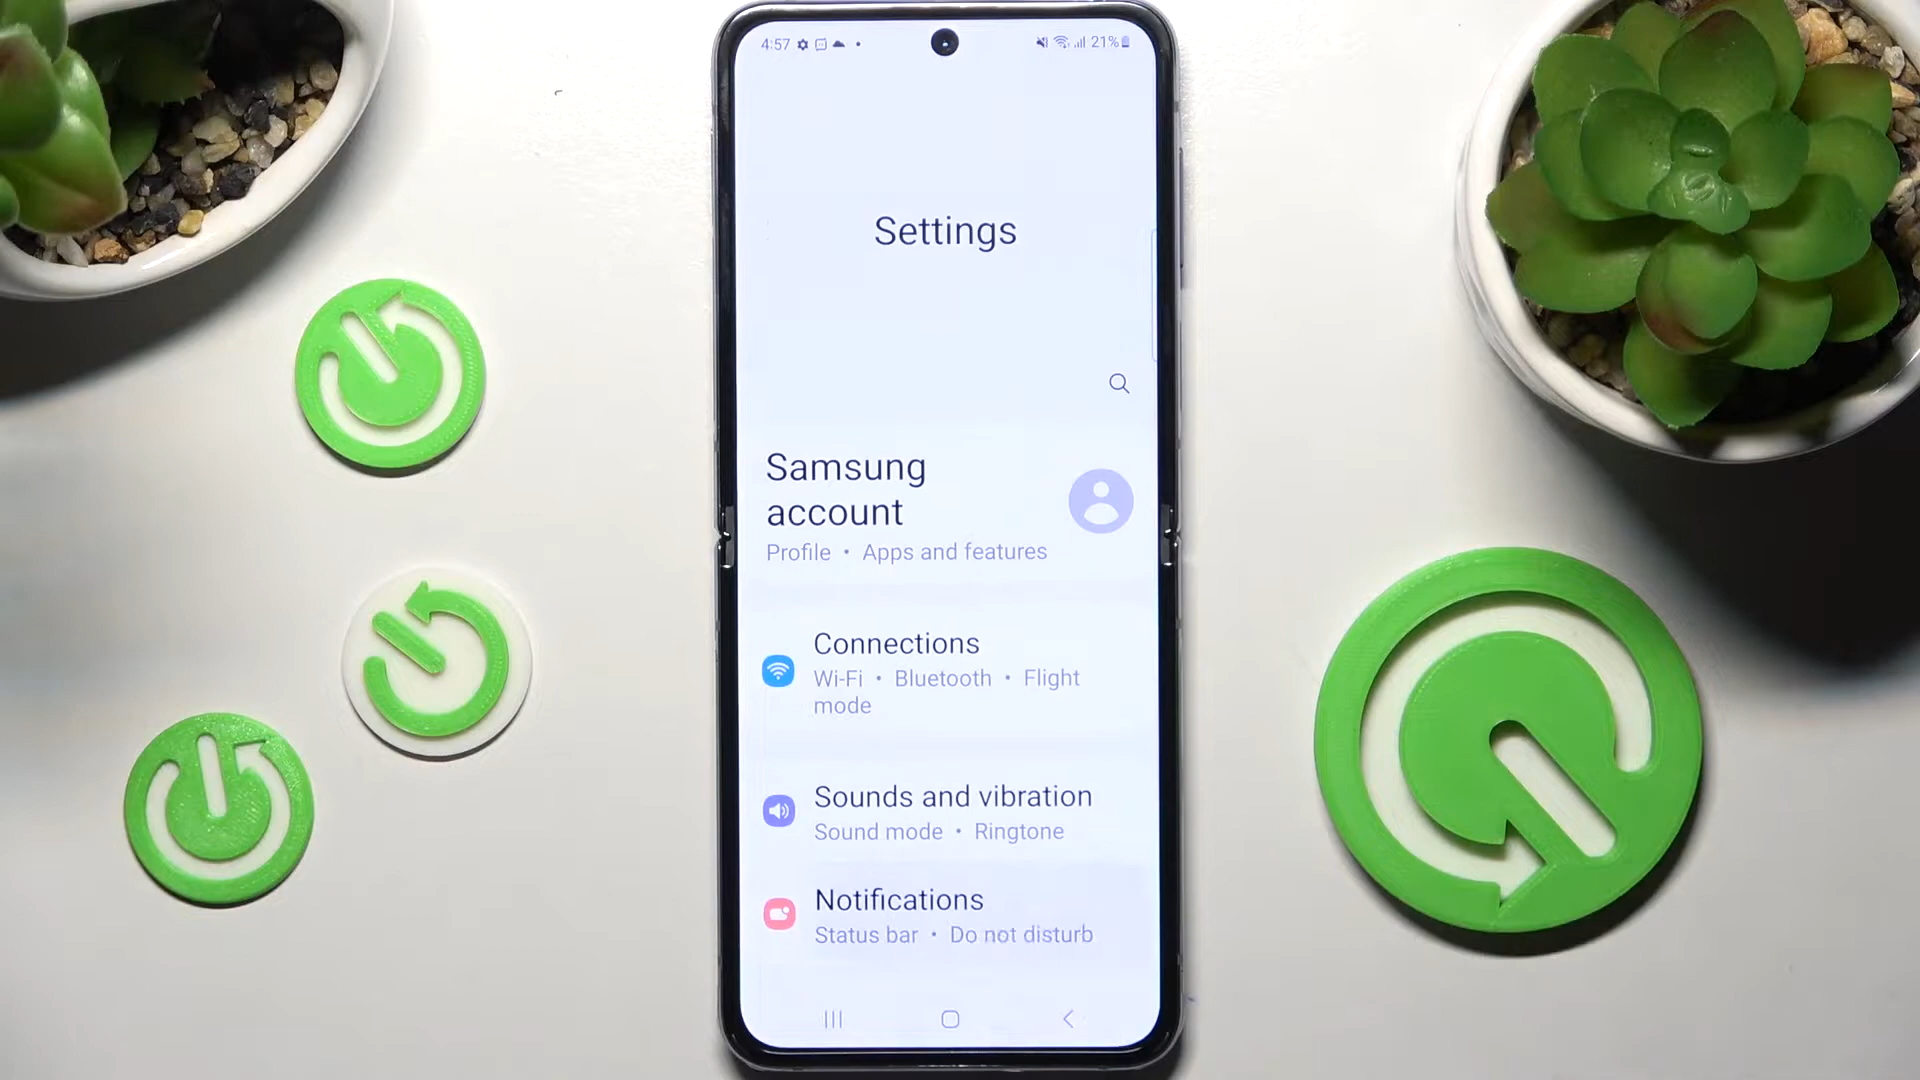 4:57
21%
Settings
Samsung
account
Profile • Apps and features
Connections
Wi-Fi • Bluetooth • Flight
mode
Sounds and vibration
Sound mode • Ringtone
Notifications
Status bar • Do not disturb